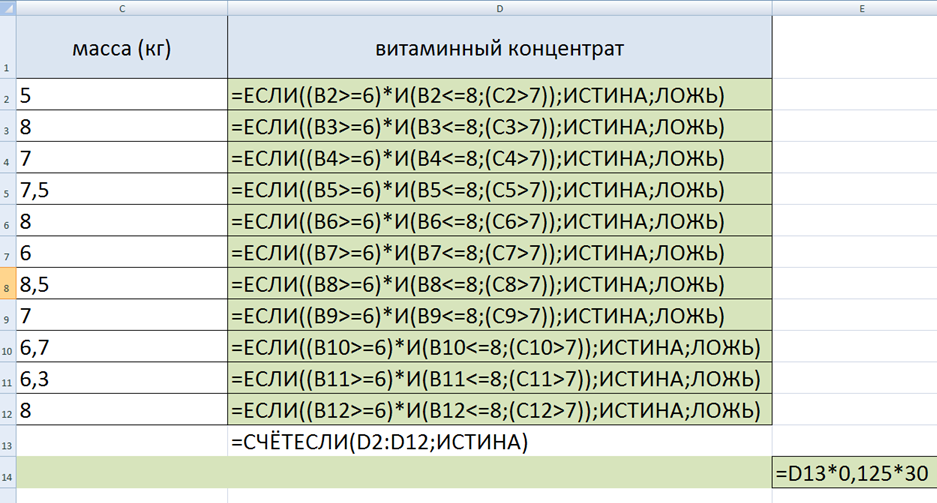 C D E
1 масса (кг) витаминный концентрат
2 5 =ЕСЛИ((B2>=6)*И(B2<=8;(C2>7));ИСТИНА;ЛОЖЬ)
3 8 =ЕСЛИ((B3>=6)*И(B3<=8;(C3>7));ИСТИНА;ЛОЖЬ)
4 7 =ЕСЛИ((B4>=6)*И(B4<=8;(C4>7));ИСТИНА;ЛОЖЬ)
5 7,5 =ЕСЛИ((B5>=6)*И(B5<=8;(C5>7));ИСТИНА;ЛОЖЬ)
6 8 =ЕСЛИ((B6>=6)*И(B6<=8;(C6>7));ИСТИНА;ЛОЖЬ)
7 6 =ЕСЛИ((B7>=6)*И(B7<=8;(C7>7));ИСТИНА;ЛОЖЬ)
8 8,5 =ЕСЛИ((B8>=6)*И(B8<=8;(C8>7));ИСТИНА;ЛОЖЬ)
9 7 =ЕСЛИ((B9>=6)*И(B9<=8;(C9>7));ИСТИНА;ЛОЖЬ)
10 6,7 =ЕСЛИ((B10>=6)*И(B10<=8;(C10>7));ИСТИНА;ЛОЖЬ)
11 6,3 =ЕСЛИ((B11>=6)*И(B11<=8;(C11>7));ИСТИНА;ЛОЖЬ)
12 8 =ЕСЛИ((B12>=6)*И(B12<=8;(C12>7));ИСТИНА;ЛОЖЬ)
13 =СЧЁТЕСЛИ(D2:D12;ИСТИНА)
14 =D13*0,125*30